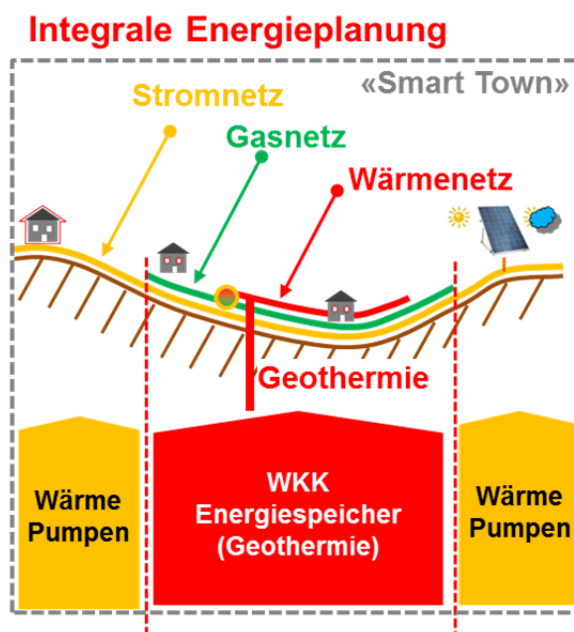 Integrale Energieplanung
«Smart Town»
Stromnetz
Gasnetz
Wärmenetz
Geothermie
Wärme
Pumpen
WKK
Energiespeicher
(Geothermie)
Wärme
Pumpen